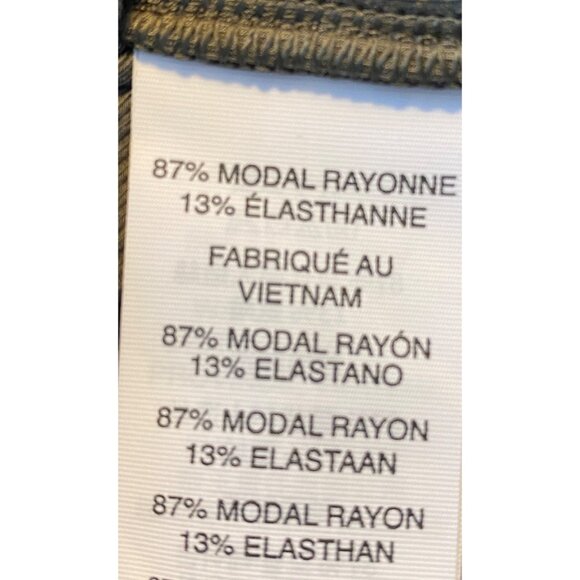 87% MODAL RAYONNE
13% ÉLASTHANNE
FABRIQUÉ AU
VIETNAM
87% MODAL RAYÓN
13% ELASTANO
87% MODAL RAYON
13% ELASTAAN
87% MODAL RAYON
13% ELASTHAN